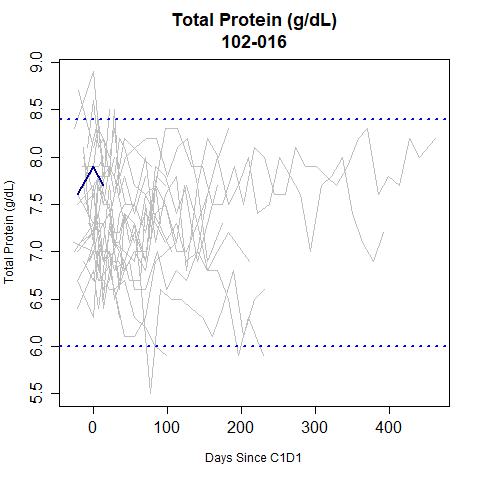 Total Protein (g/dL)
102-016
Total Protein (g/dL)
9.0
8.5
8.0
7.5
7.0
6.5
6.0
5.5
0 100 200 300 400
Days Since C1D1